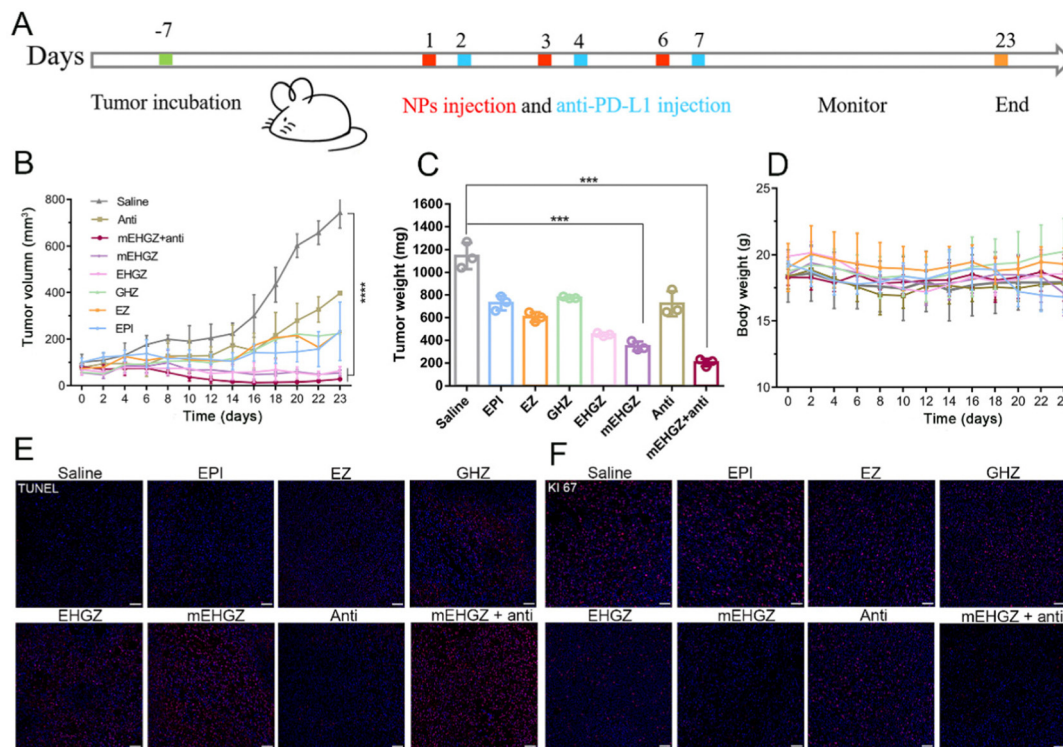 A
Days
-7
1
2
3
4
6
7
23
Tumor incubation
NPs injection and anti-PD-L1 injection
Monitor
End
B
Tumor volumn (mm³)
800
600
400
200
0
Saline
Anti
mEHGZ+anti
mEHGZ
EHGZ
GHZ
EZ
EPI
****
0 2 4 6 8 10 12 14 16 18 20 22 23
Time (days)
C
Tumor weight (mg)
1600
1400
1200
1000
800
600
400
200
0
***
***
Saline
EPI
EZ
GHZ
EHGZ
mEHGZ
Anti
mEHGZ+anti
D
Body weight (g)
25
20
15
10
0 2 4 6 8 10 12 14 16 18 20 22 2
Time (days)
E
Saline EPI EZ GHZ
TUNEL
EHGZ mEHGZ Anti mEHGZ + anti
F
Saline EPI EZ GHZ
KI 67
EHGZ mEHGZ Anti mEHGZ + anti